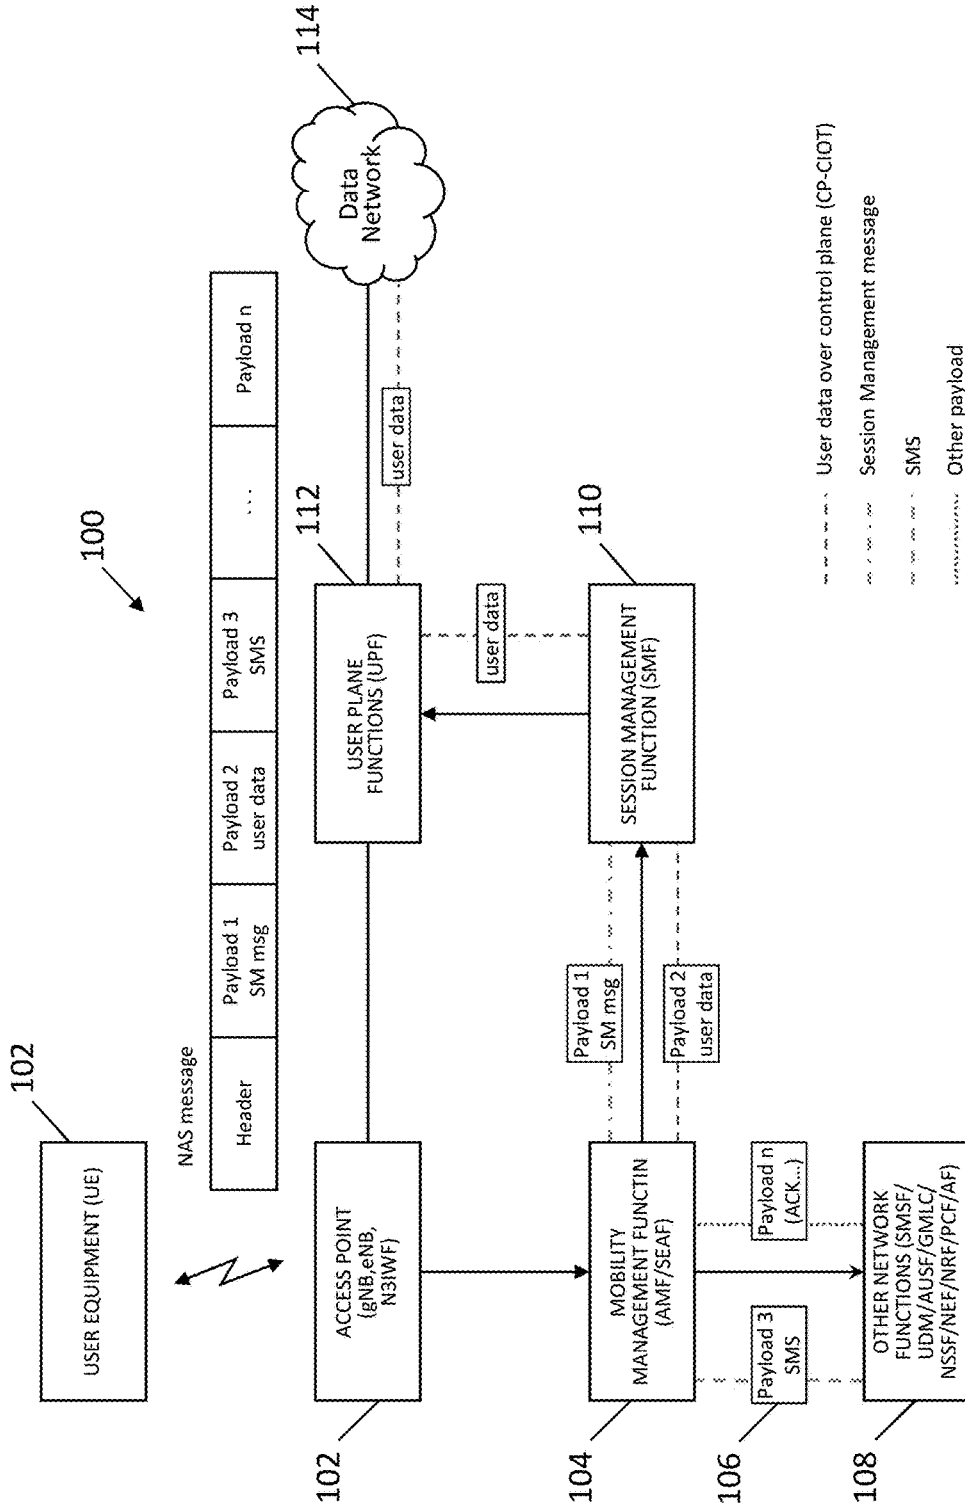 100
102
USER EQUIPMENT (UE)
NAS message
Header
Payload 1
SM msg
Payload 2
user data
Payload 3
SMS
...
Payload n
ACCESS POINT
(gNB,eNB,
N3IWF)
102
USER PLANE
FUNCTIONS (UPF)
112
user data
Data
Network
114
MOBILITY
MANAGEMENT FUNCTIN
(AMF/SEAF)
104
Payload 1
SM msg
Payload 2
user data
user data
SESSION MANAGEMENT
FUNCTION (SMF)
110
Payload 3
SMS
106
Payload n
(ACK...)
OTHER NETWORK
FUNCTIONS (SMSF/
UDM/AUSF/GMLC/
NSSF/NEF/NRF/PCF/AF)
108
User data over control plane (CP-CIOT)
Session Management message
SMS
Other payload